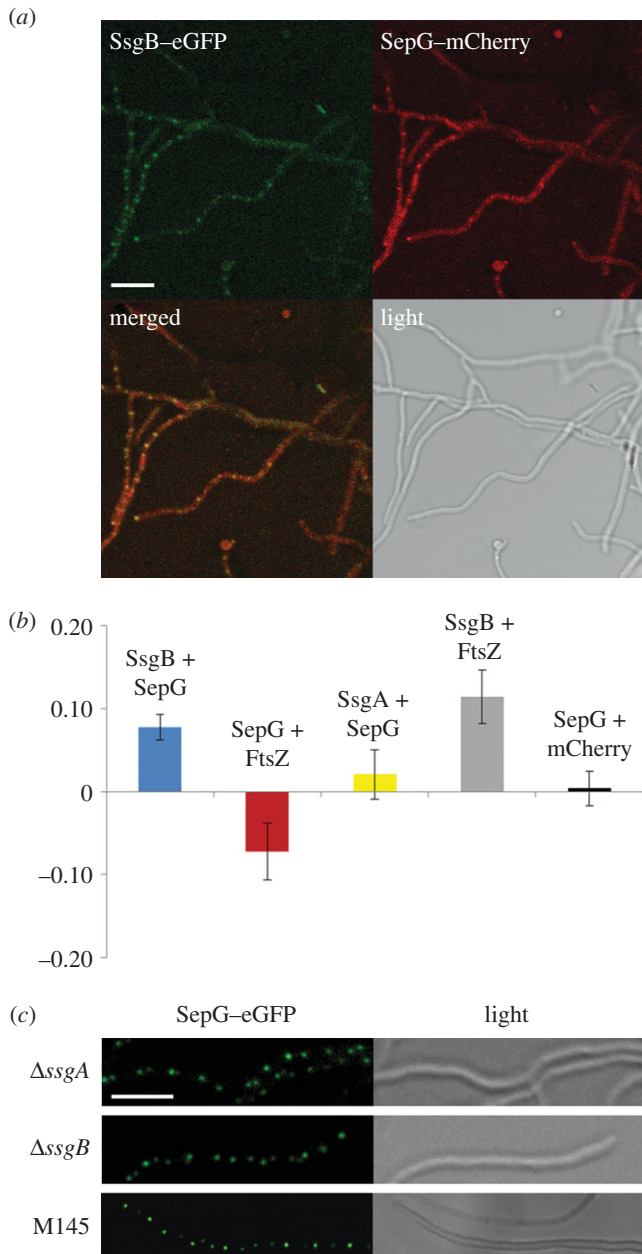 (a)
SsgB–eGFP
SepG–mCherry
merged
light
(b)
0.20
0.10
0
–0.10
–0.20
SsgB +
SepG
SepG +
FtsZ
SsgA +
SepG
SsgB +
FtsZ
SepG +
mCherry
(c)
SepG–eGFP
light
ΔssgA
ΔssgB
M145